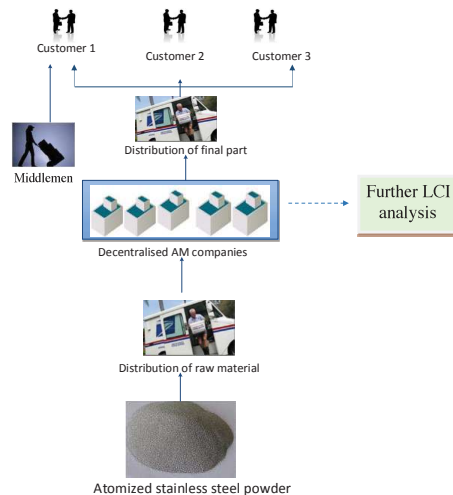 Customer 1
Customer 2
Customer 3
Distribution of final part
Middlemen
Further LCI
analysis
Decentralised AM companies
Distribution of raw material
Atomized stainless steel powder